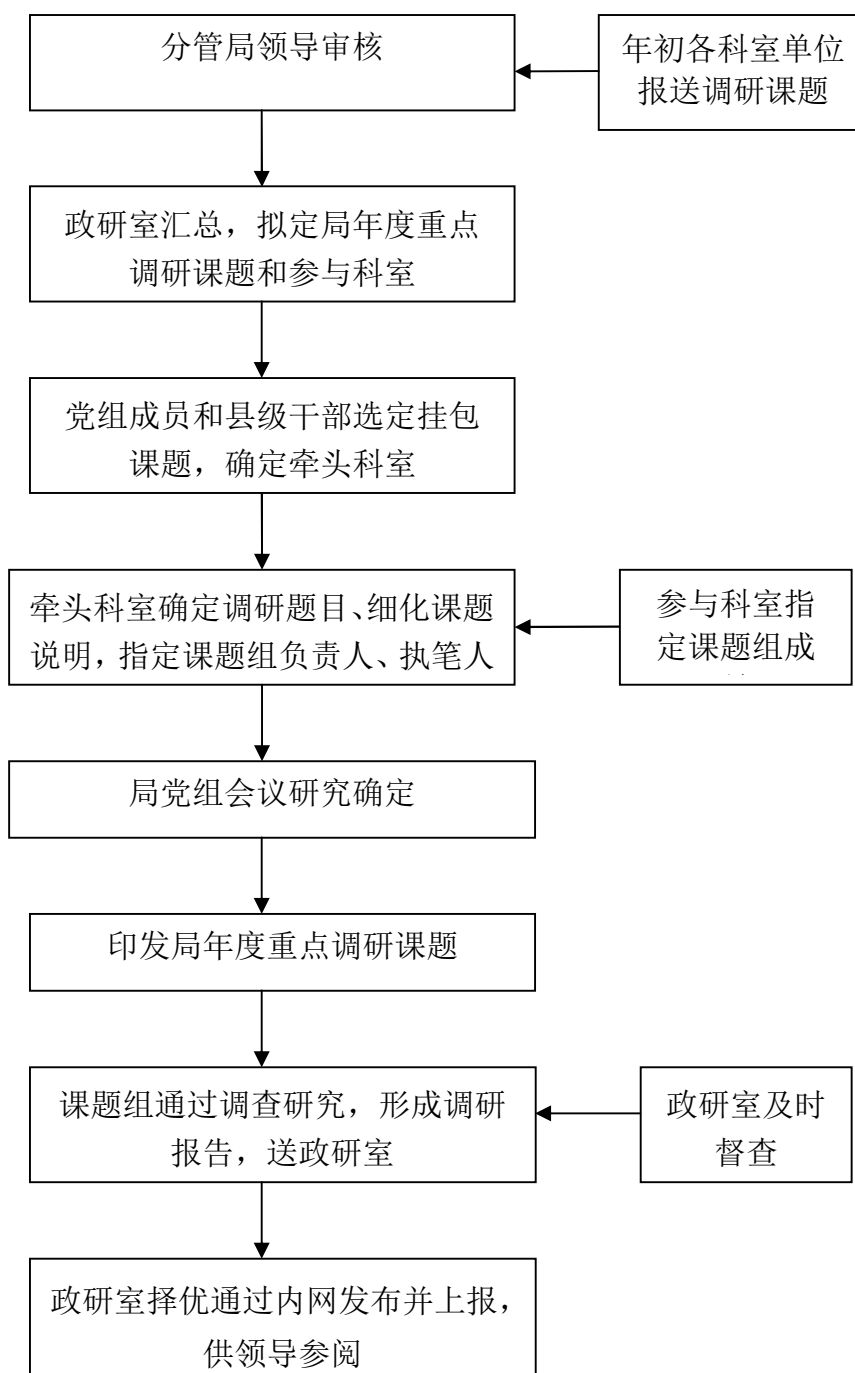 分管局领导审核
年初各科室单位
报送调研课题
政研室汇总，拟定局年度重点
调研课题和参与科室
党组成员和县级干部选定挂包
课题，确定牵头科室
牵头科室确定调研题目、细化课题
说明，指定课题组负责人、执笔人
参与科室指
定课题组成
局党组会议研究确定
印发局年度重点调研课题
课题组通过调查研究，形成调研
报告，送政研室
政研室及时
督查
政研室择优通过内网发布并上报，
供领导参阅